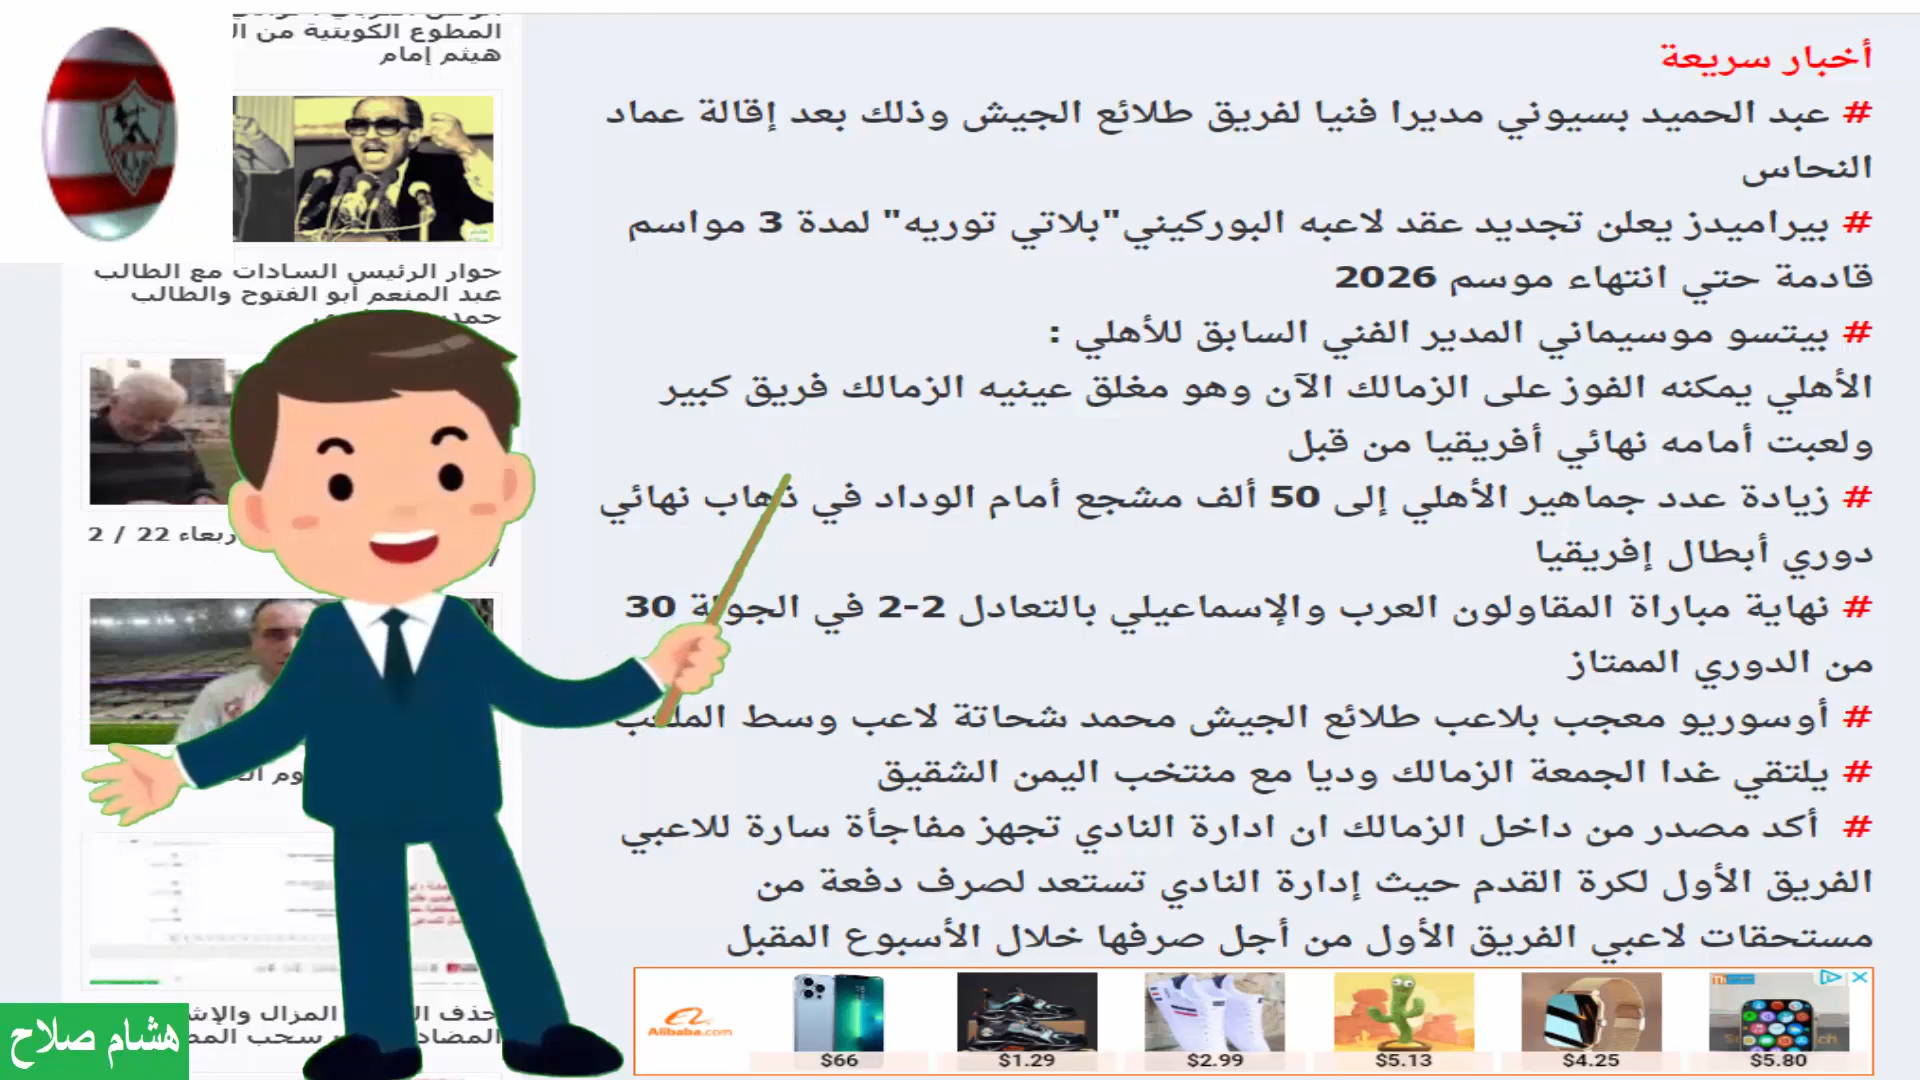 أخبار سريعة
# عبد الحميد بسيوني مديرا فنيا لفريق طلائع الجيش وذلك بعد إقالة عماد
النحاس
# بيراميدز يعلن تجديد عقد لاعبه البوركيني"بلاتي توريه" لمدة 3 مواسم
قادمة حتي انتهاء موسم 2026
# بيتسو موسيماني المدير الفني السابق للأهلي :
الأهلي يمكنه الفوز على الزمالك الآن وهو مغلق عينيه الزمالك فريق كبير
ولعبت أمامه نهائي أفريقيا من قبل
# زيادة عدد جماهير الأهلي إلى 50 ألف مشجع أمام الوداد في ذهاب نهائي
دوري أبطال إفريقيا
# نهاية مباراة المقاولون العرب والإسماعيلي بالتعادل 2-2 في الجولة 30
من الدوري الممتاز
# أوسوريو معجب بلاعب طلائع الجيش محمد شحاتة لاعب وسط الملعب
# يلتقي غدا الجمعة الزمالك وديا مع منتخب اليمن الشقيق
# أكد مصدر من داخل الزمالك ان ادارة النادي تجهز مفاجأة سارة للاعبي
الفريق الأول لكرة القدم حيث إدارة النادي تستعد لصرف دفعة من
مستحقات لاعبي الفريق الأول من أجل صرفها خلال الأسبوع المقبل
المطوع الكويتية من
هيثم إمام
حوار الرئيس السادات مع الطالب
عبد المنعم أبو الفتوح والطالب
2 / 22
حذف
المزال
سحب
هشام صلاح
Alibaba.com
$66
$1.29
$2.99
$5.13
$4.25
$5.80